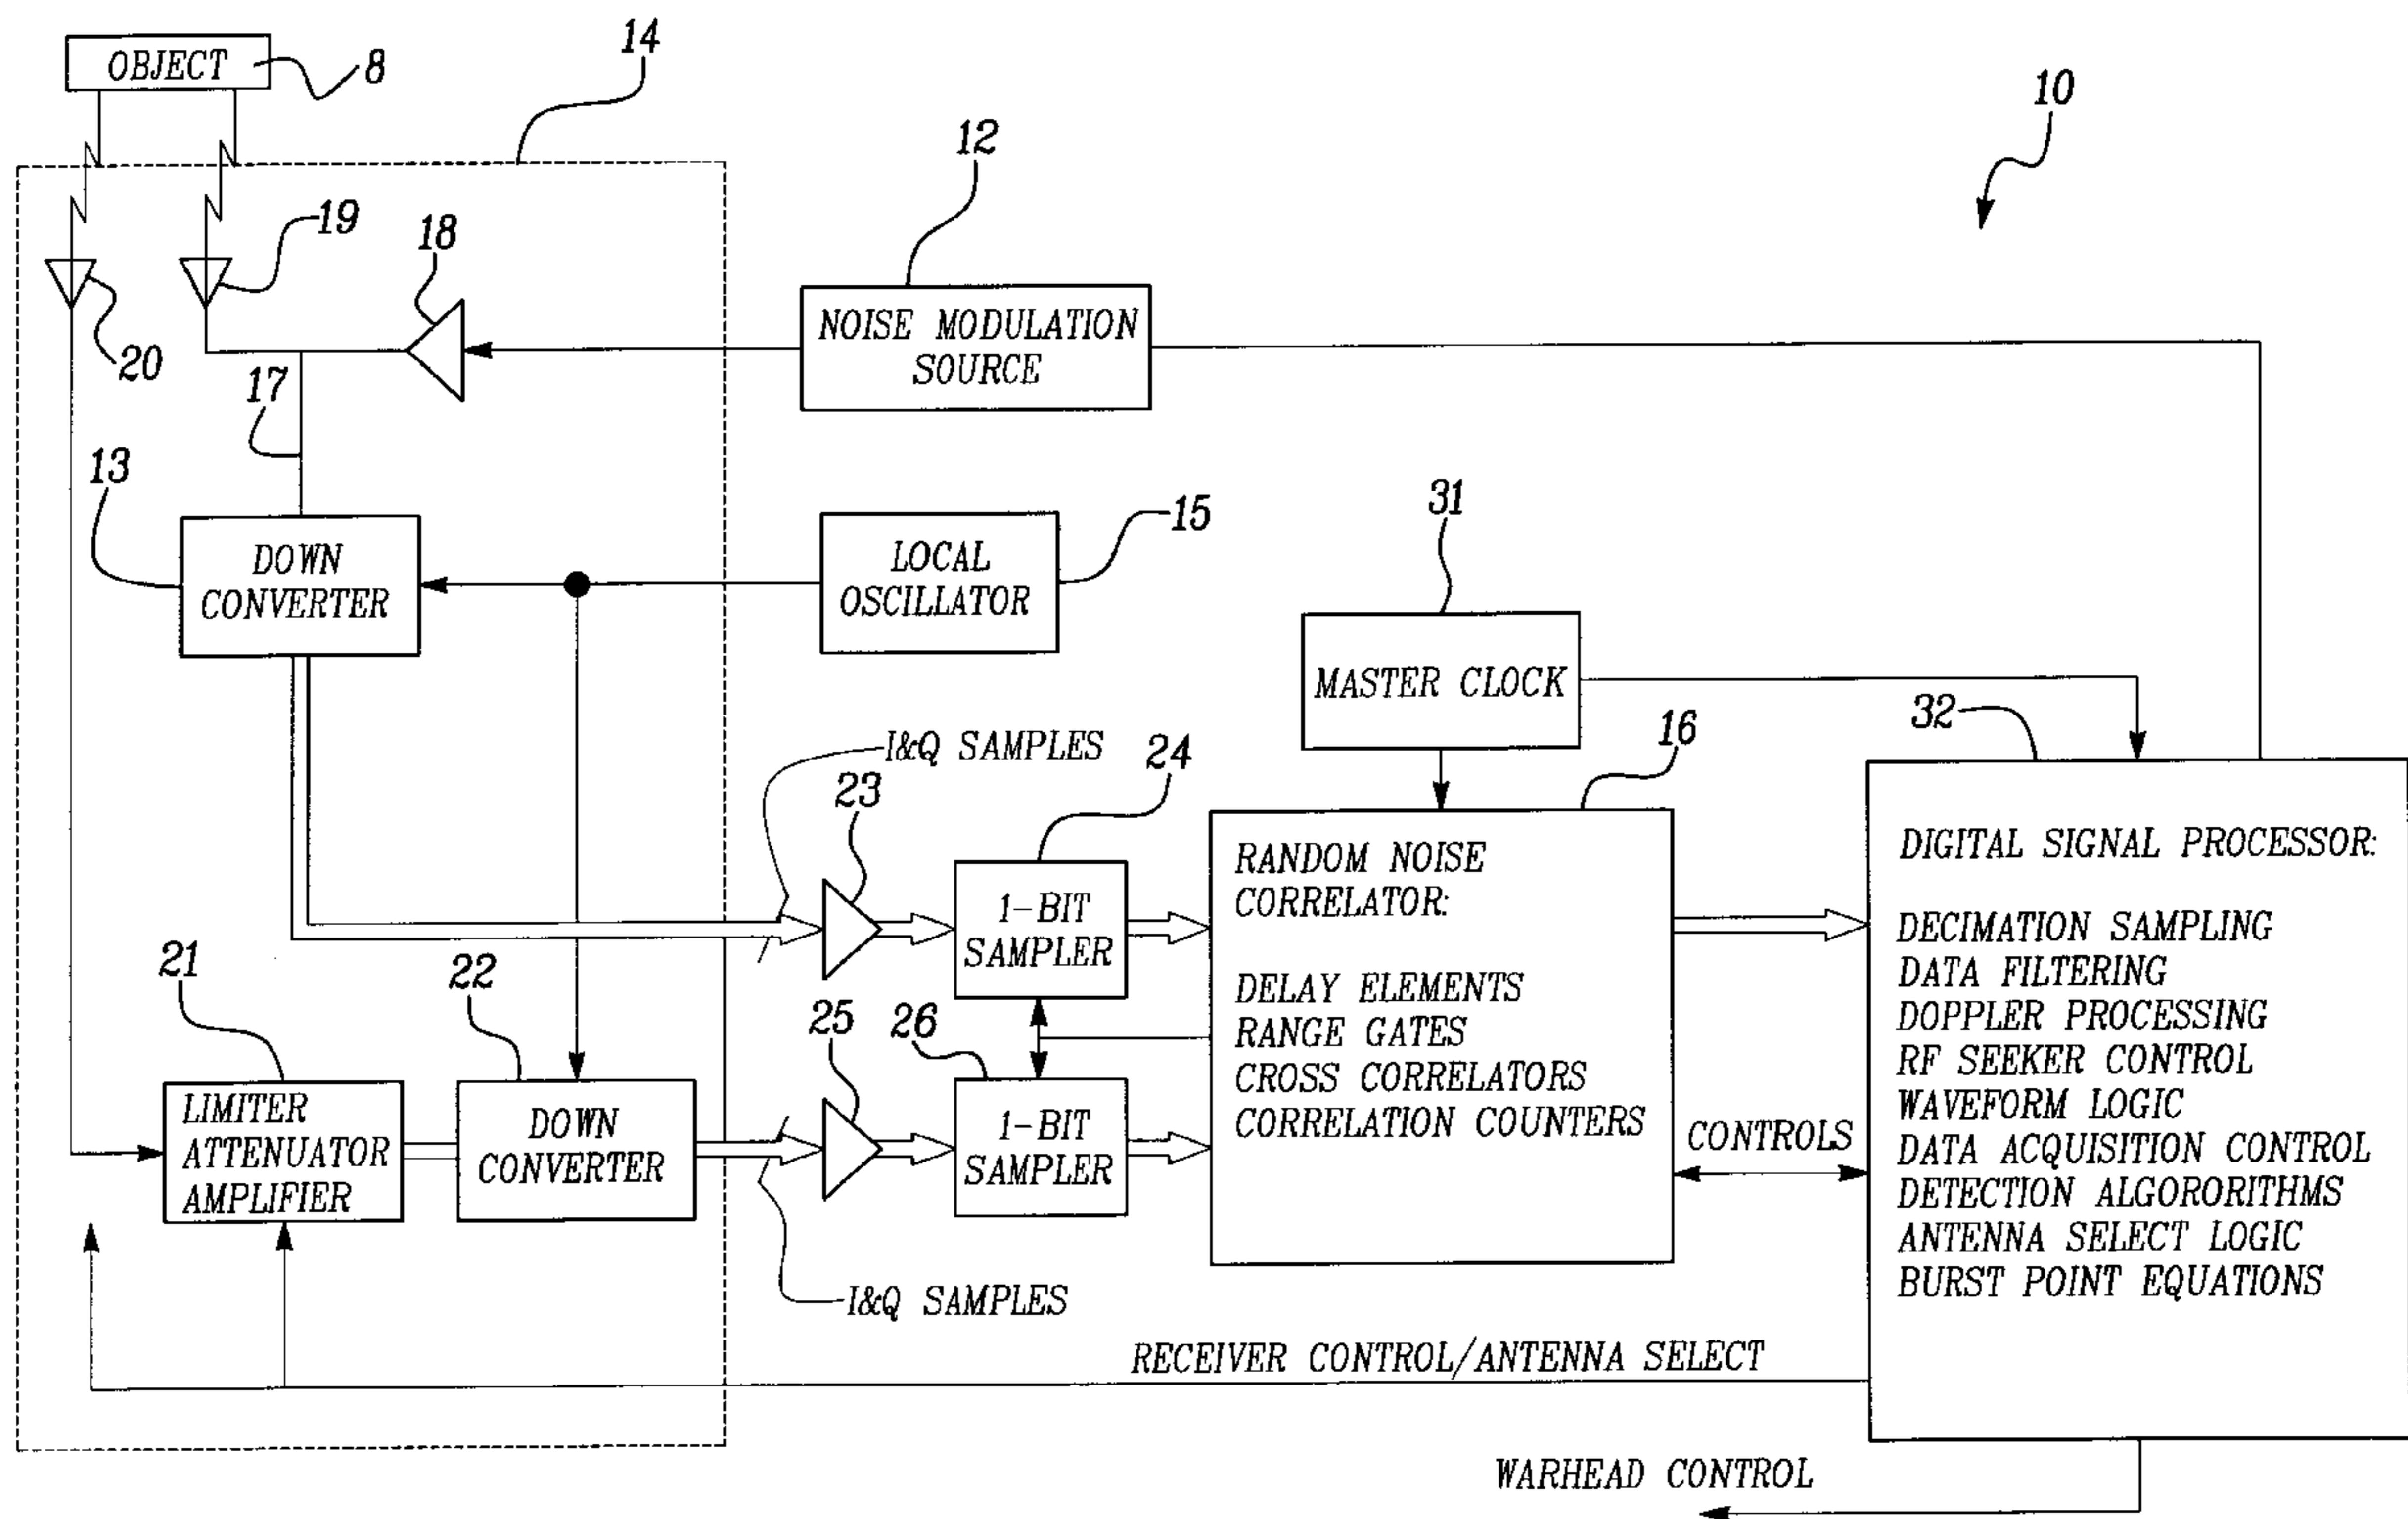 OBJECT
8
14
10
12
19
18
NOISE MODULATION
SOURCE
20
17
13
15
31
DOWN
CONVERTER
LOCAL
OSCILLATOR
MASTER CLOCK
32
16
I&Q SAMPLES
24
23
RANDOM NOISE
CORRELATOR:
DELAY ELEMENTS
RANGE GATES
CROSS CORRELATORS
CORRELATION COUNTERS
DIGITAL SIGNAL PROCESSOR:
DECIMATION SAMPLING
DATA FILTERING
DOPPLER PROCESSING
RF SEEKER CONTROL
WAVEFORM LOGIC
DATA ACQUISITION CONTROL
DETECTION ALGORORITHMS
ANTENNA SELECT LOGIC
BURST POINT EQUATIONS
1-BIT
SAMPLER
21
22
25
26
LIMITER
ATTENUATOR
AMPLIFIER
DOWN
CONVERTER
1-BIT
SAMPLER
CONTROLS
I&Q SAMPLES
RECEIVER CONTROL/ANTENNA SELECT
WARHEAD CONTROL